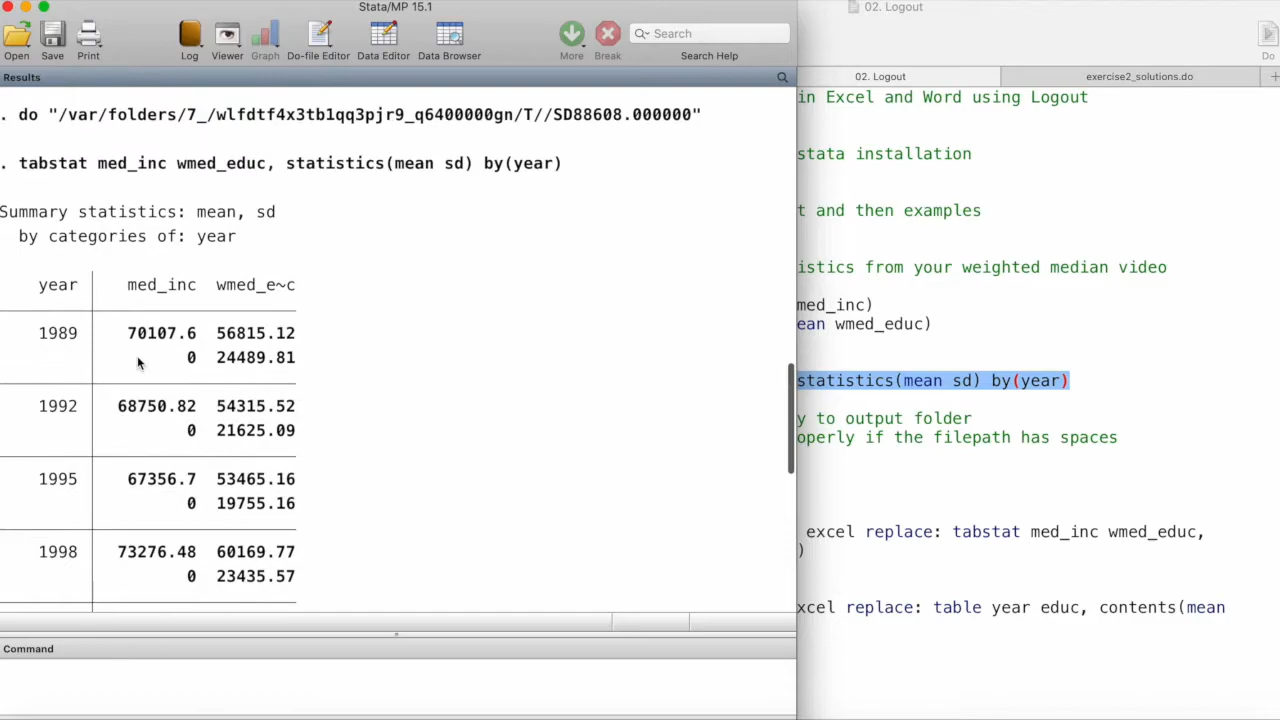 Stata/MP 15.1
Open Save Print Log Viewer Graph Do-file Editor Data Editor Data Browser More Break Search
Search Help
Results
. do "/var/folders/7_/wlfdtf4x3tb1qq3pjr9_q6400000gn/T//SD88608.000000"
. tabstat med_inc wmed_educ, statistics(mean sd) by(year)
Summary statistics: mean, sd
by categories of: year
year med_inc wmed_e~c
1989 70107.6 56815.12
0 24489.81
1992 68750.82 54315.52
0 21625.09
1995 67356.7 53465.16
0 19755.16
1998 73276.48 60169.77
0 23435.57
Command
02. Logout
Do
02. Logout exercise2_solutions.do +
in Excel and Word using Logout
stata installation
t and then examples
istics from your weighted median video
med_inc)
ean wmed_educ)
statistics(mean sd) by(year)
y to output folder
operly if the filepath has spaces
excel replace: tabstat med_inc wmed_educ,
)
xcel replace: table year educ, contents(mean